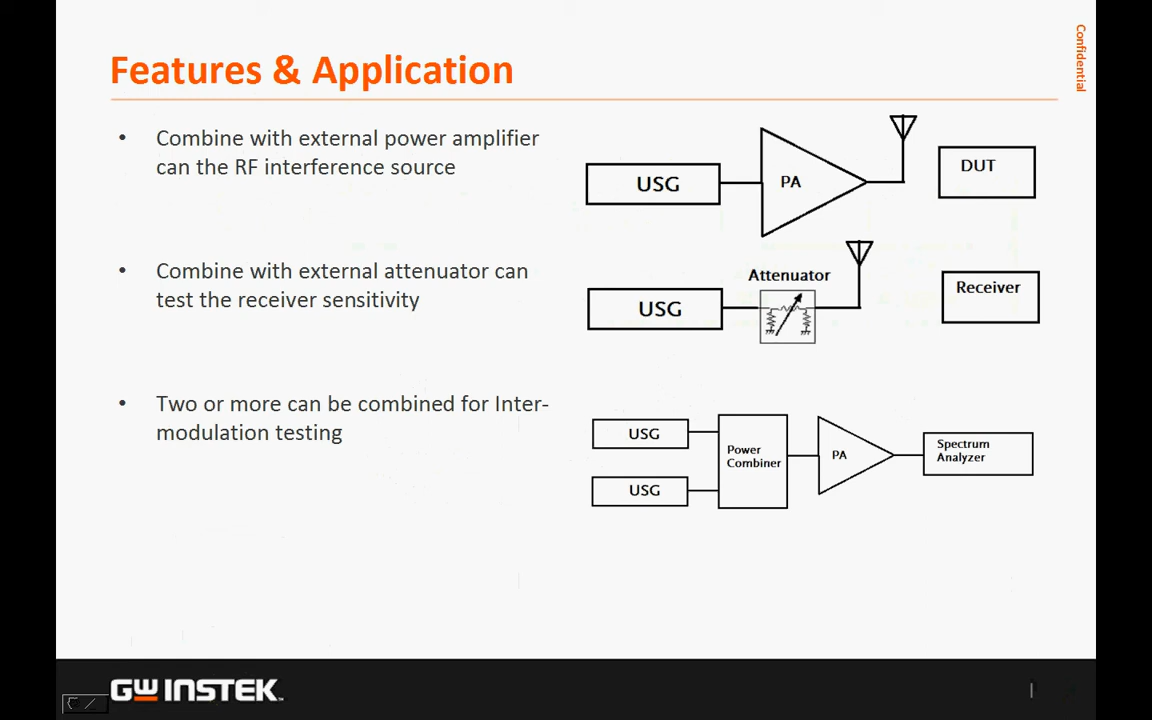 Confidential
Features & Application
• Combine with external power amplifier
can the RF interference source
USG
PA
DUT
• Combine with external attenuator can
test the receiver sensitivity
Attenuator
USG
Receiver
• Two or more can be combined for Inter-
modulation testing
USG
USG
Power
Combiner
PA
Spectrum
Analyzer
GW INSTEK